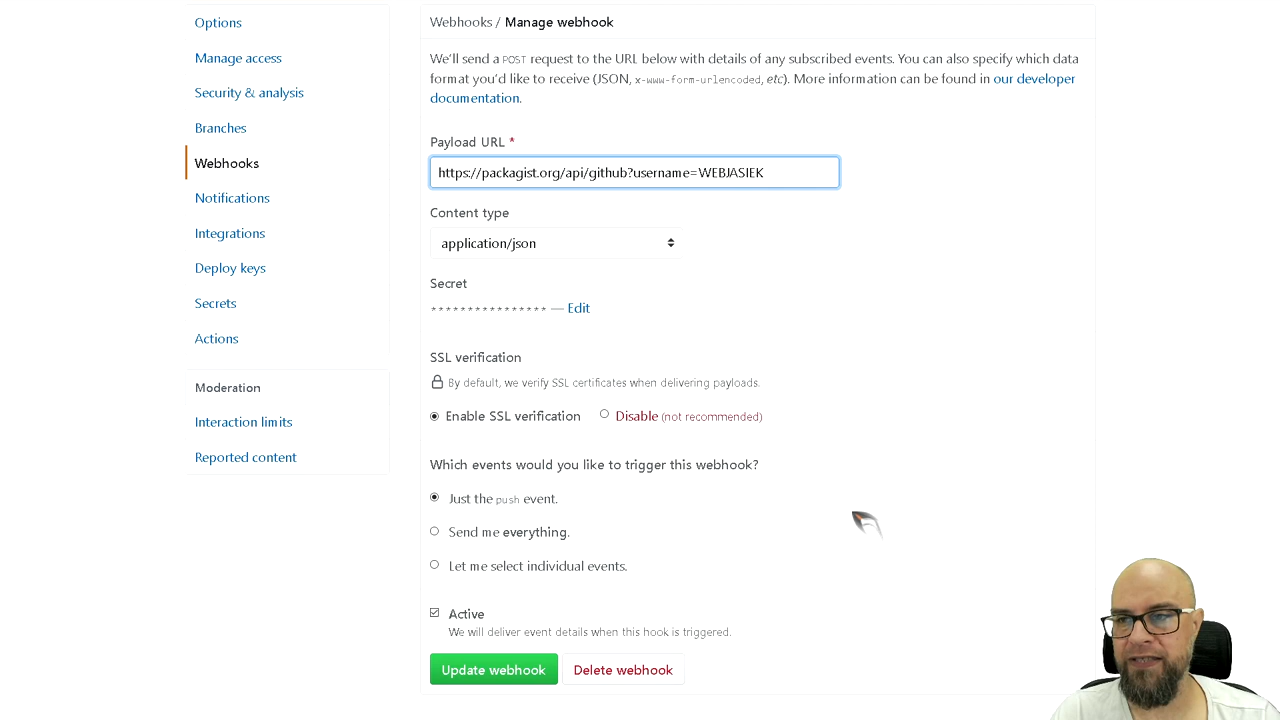 Options
Manage access
Security & analysis
Branches
Webhooks
Notifications
Integrations
Deploy keys
Secrets
Actions
Moderation
Interaction limits
Reported content
Webhooks / Manage webhook
We'll send a POST request to the URL below with details of any subscribed events. You can also specify which data
format you'd like to receive (JSON, x-www-form-urlencoded, etc). More information can be found in our developer
documentation.
Payload URL *
https://packagist.org/api/github?username=WEBJASIEK
Content type
application/json
Secret
**************** — Edit
SSL verification
By default, we verify SSL certificates when delivering payloads.
Enable SSL verification Disable (not recommended)
Which events would you like to trigger this webhook?
Just the push event.
Send me everything.
Let me select individual events.
Active
We will deliver event details when this hook is triggered.
Update webhook Delete webhook